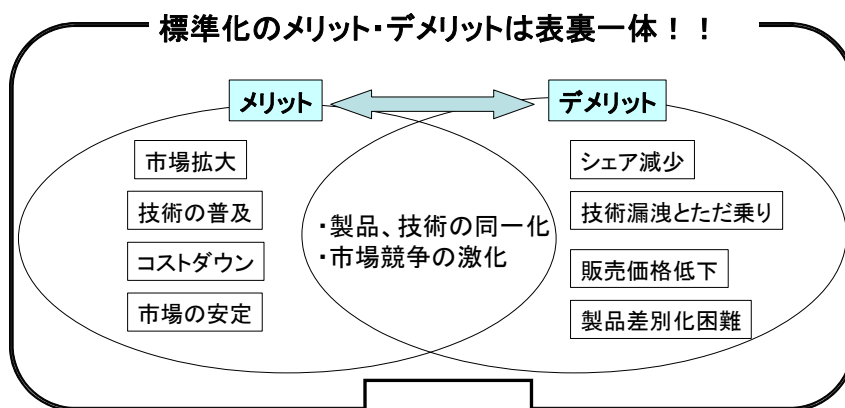 標準化のメリット・デメリットは表裏一体！！
メリット
デメリット
市場拡大
技術の普及
コストダウン
市場の安定
・製品、技術の同一化
・市場競争の激化
シェア減少
技術漏洩とただ乗り
販売価格低下
製品差別化困難